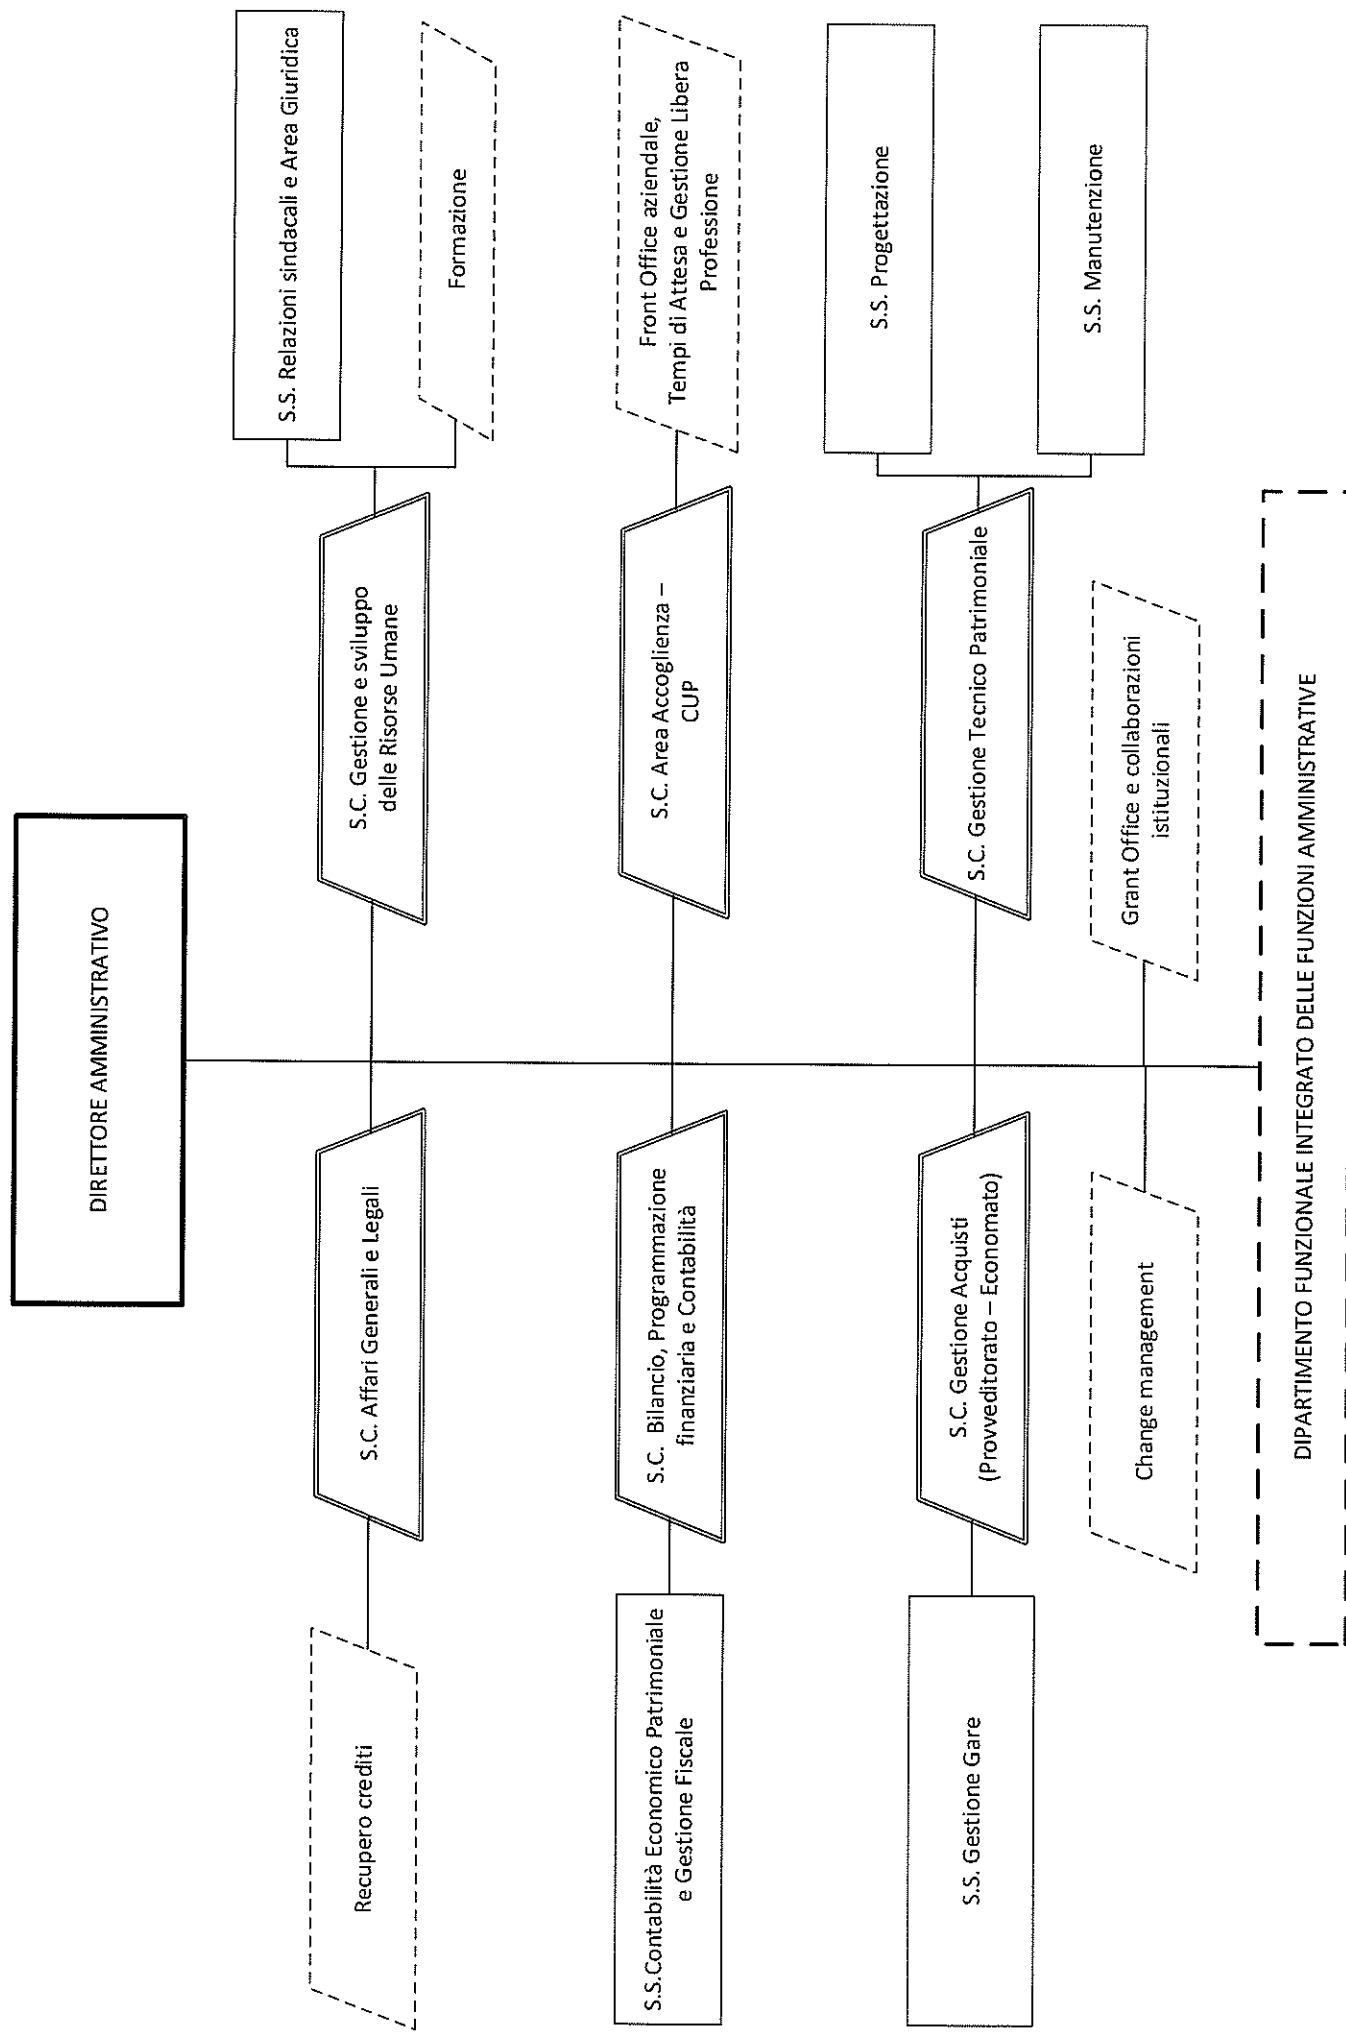 DIRETTORE AMMINISTRATIVO
S.C. Affari Generali e Legali
Recupero crediti
S.C. Gestione e sviluppo
delle Risorse Umane
S.S. Relazioni sindacali e Area Giuridica
Formazione
S.C. Bilancio, Programmazione
finanziaria e Contabilità
S.S.Contabilità Economico Patrimoniale
e Gestione Fiscale
S.C. Area Accoglienza –
CUP
Front Office aziendale,
Tempi di Attesa e Gestione Libera
Professione
S.C. Gestione Acquisti
(Provveditorato – Economato)
S.S. Gestione Gare
S.C. Gestione Tecnico Patrimoniale
S.S. Progettazione
S.S. Manutenzione
Change management
Grant Office e collaborazioni
istituzionali
DIPARTIMENTO FUNZIONALE INTEGRATO DELLE FUNZIONI AMMINISTRATIVE